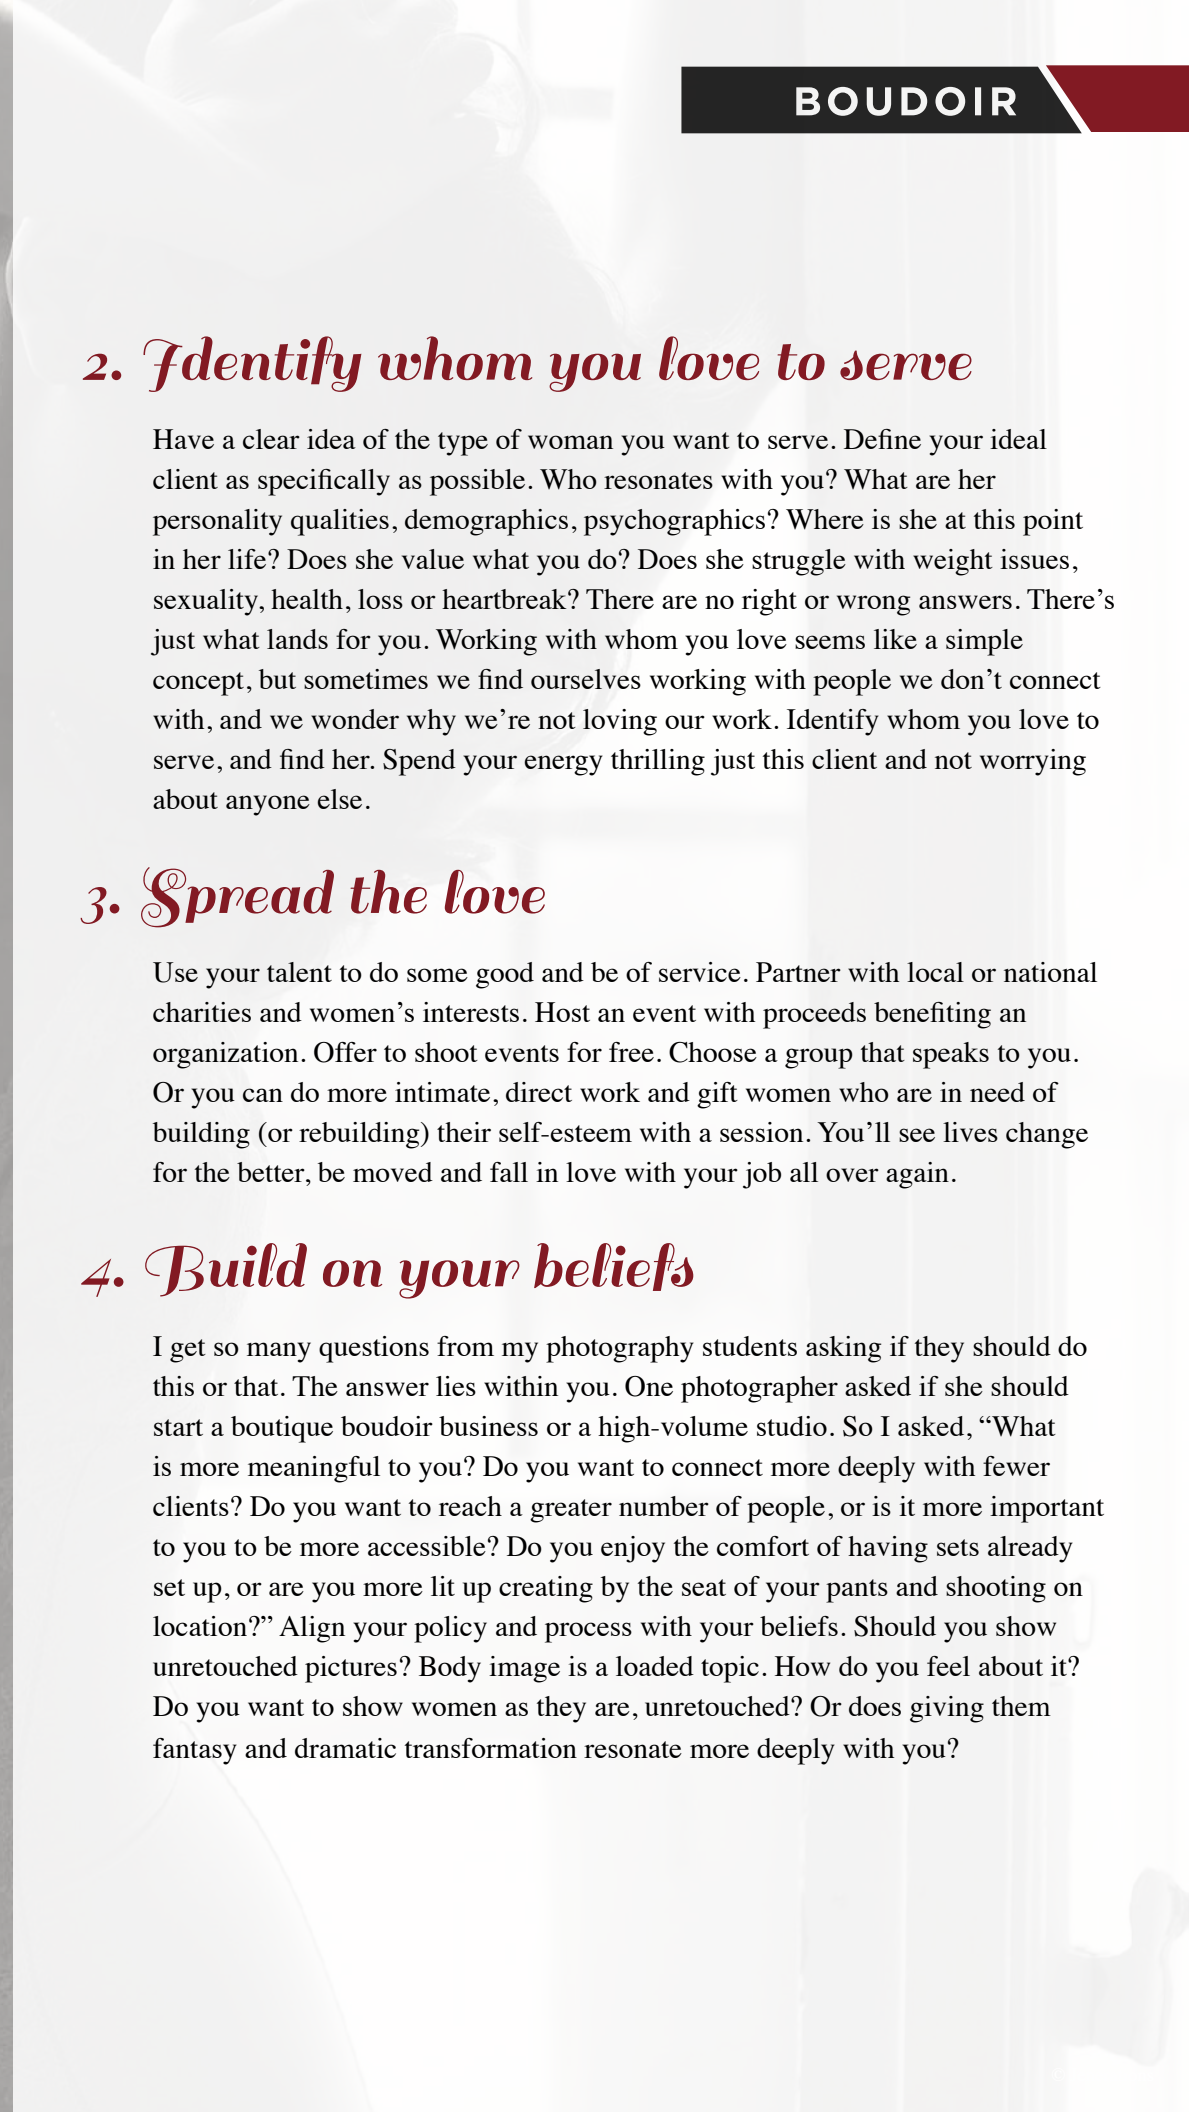 BOUDOIR
2. Identify whom you love to serve
Have a clear idea of the type of woman you want to serve. Define your ideal
client as specifically as possible. Who resonates with you? What are her
personality qualities, demographics, psychographics? Where is she at this point
in her life? Does she value what you do? Does she struggle with weight issues,
sexuality, health, loss or heartbreak? There are no right or wrong answers. There’s
just what lands for you. Working with whom you love seems like a simple
concept, but sometimes we find ourselves working with people we don’t connect
with, and we wonder why we’re not loving our work. Identify whom you love to
serve, and find her. Spend your energy thrilling just this client and not worrying
about anyone else.
3. Spread the love
Use your talent to do some good and be of service. Partner with local or national
charities and women’s interests. Host an event with proceeds benefiting an
organization. Offer to shoot events for free. Choose a group that speaks to you.
Or you can do more intimate, direct work and gift women who are in need of
building (or rebuilding) their self-esteem with a session. You’ll see lives change
for the better, be moved and fall in love with your job all over again.
4. Build on your beliefs
I get so many questions from my photography students asking if they should do
this or that. The answer lies within you. One photographer asked if she should
start a boutique boudoir business or a high-volume studio. So I asked, “What
is more meaningful to you? Do you want to connect more deeply with fewer
clients? Do you want to reach a greater number of people, or is it more important
to you to be more accessible? Do you enjoy the comfort of having sets already
set up, or are you more lit up creating by the seat of your pants and shooting on
location?” Align your policy and process with your beliefs. Should you show
unretouched pictures? Body image is a loaded topic. How do you feel about it?
Do you want to show women as they are, unretouched? Or does giving them
fantasy and dramatic transformation resonate more deeply with you?